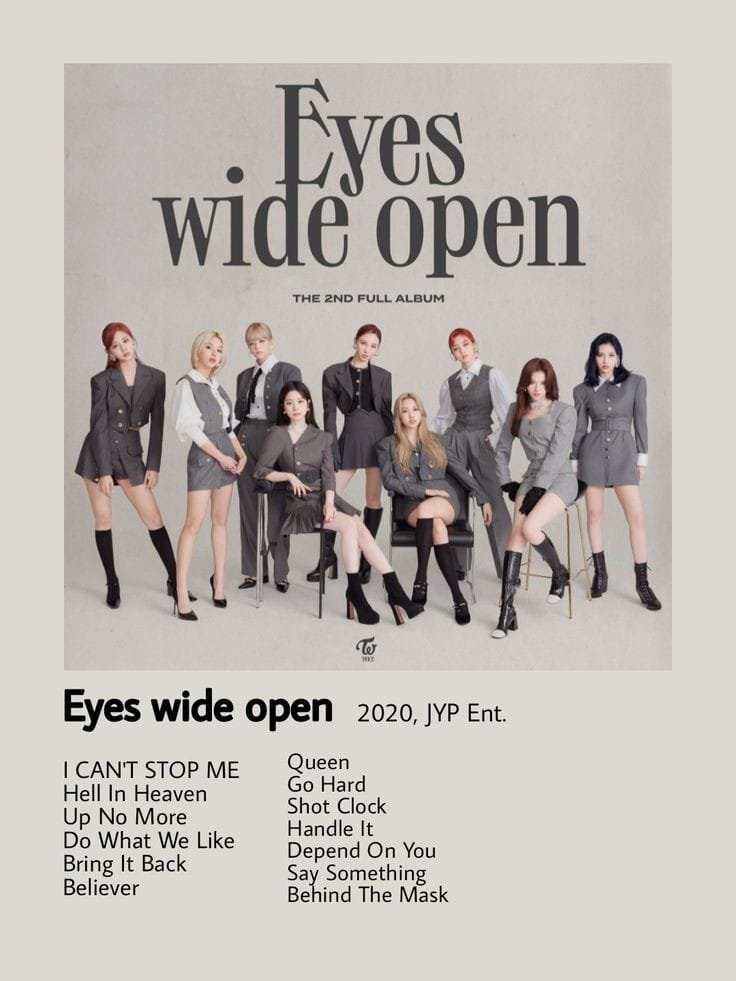 Eyes
wide open
THE 2ND FULL ALBUM
TWICE
Eyes wide open 2020, JYP Ent.
I CAN'T STOP ME
Hell In Heaven
Up No More
Do What We Like
Bring It Back
Believer
Queen
Go Hard
Shot Clock
Handle It
Depend On You
Say Something
Behind The Mask